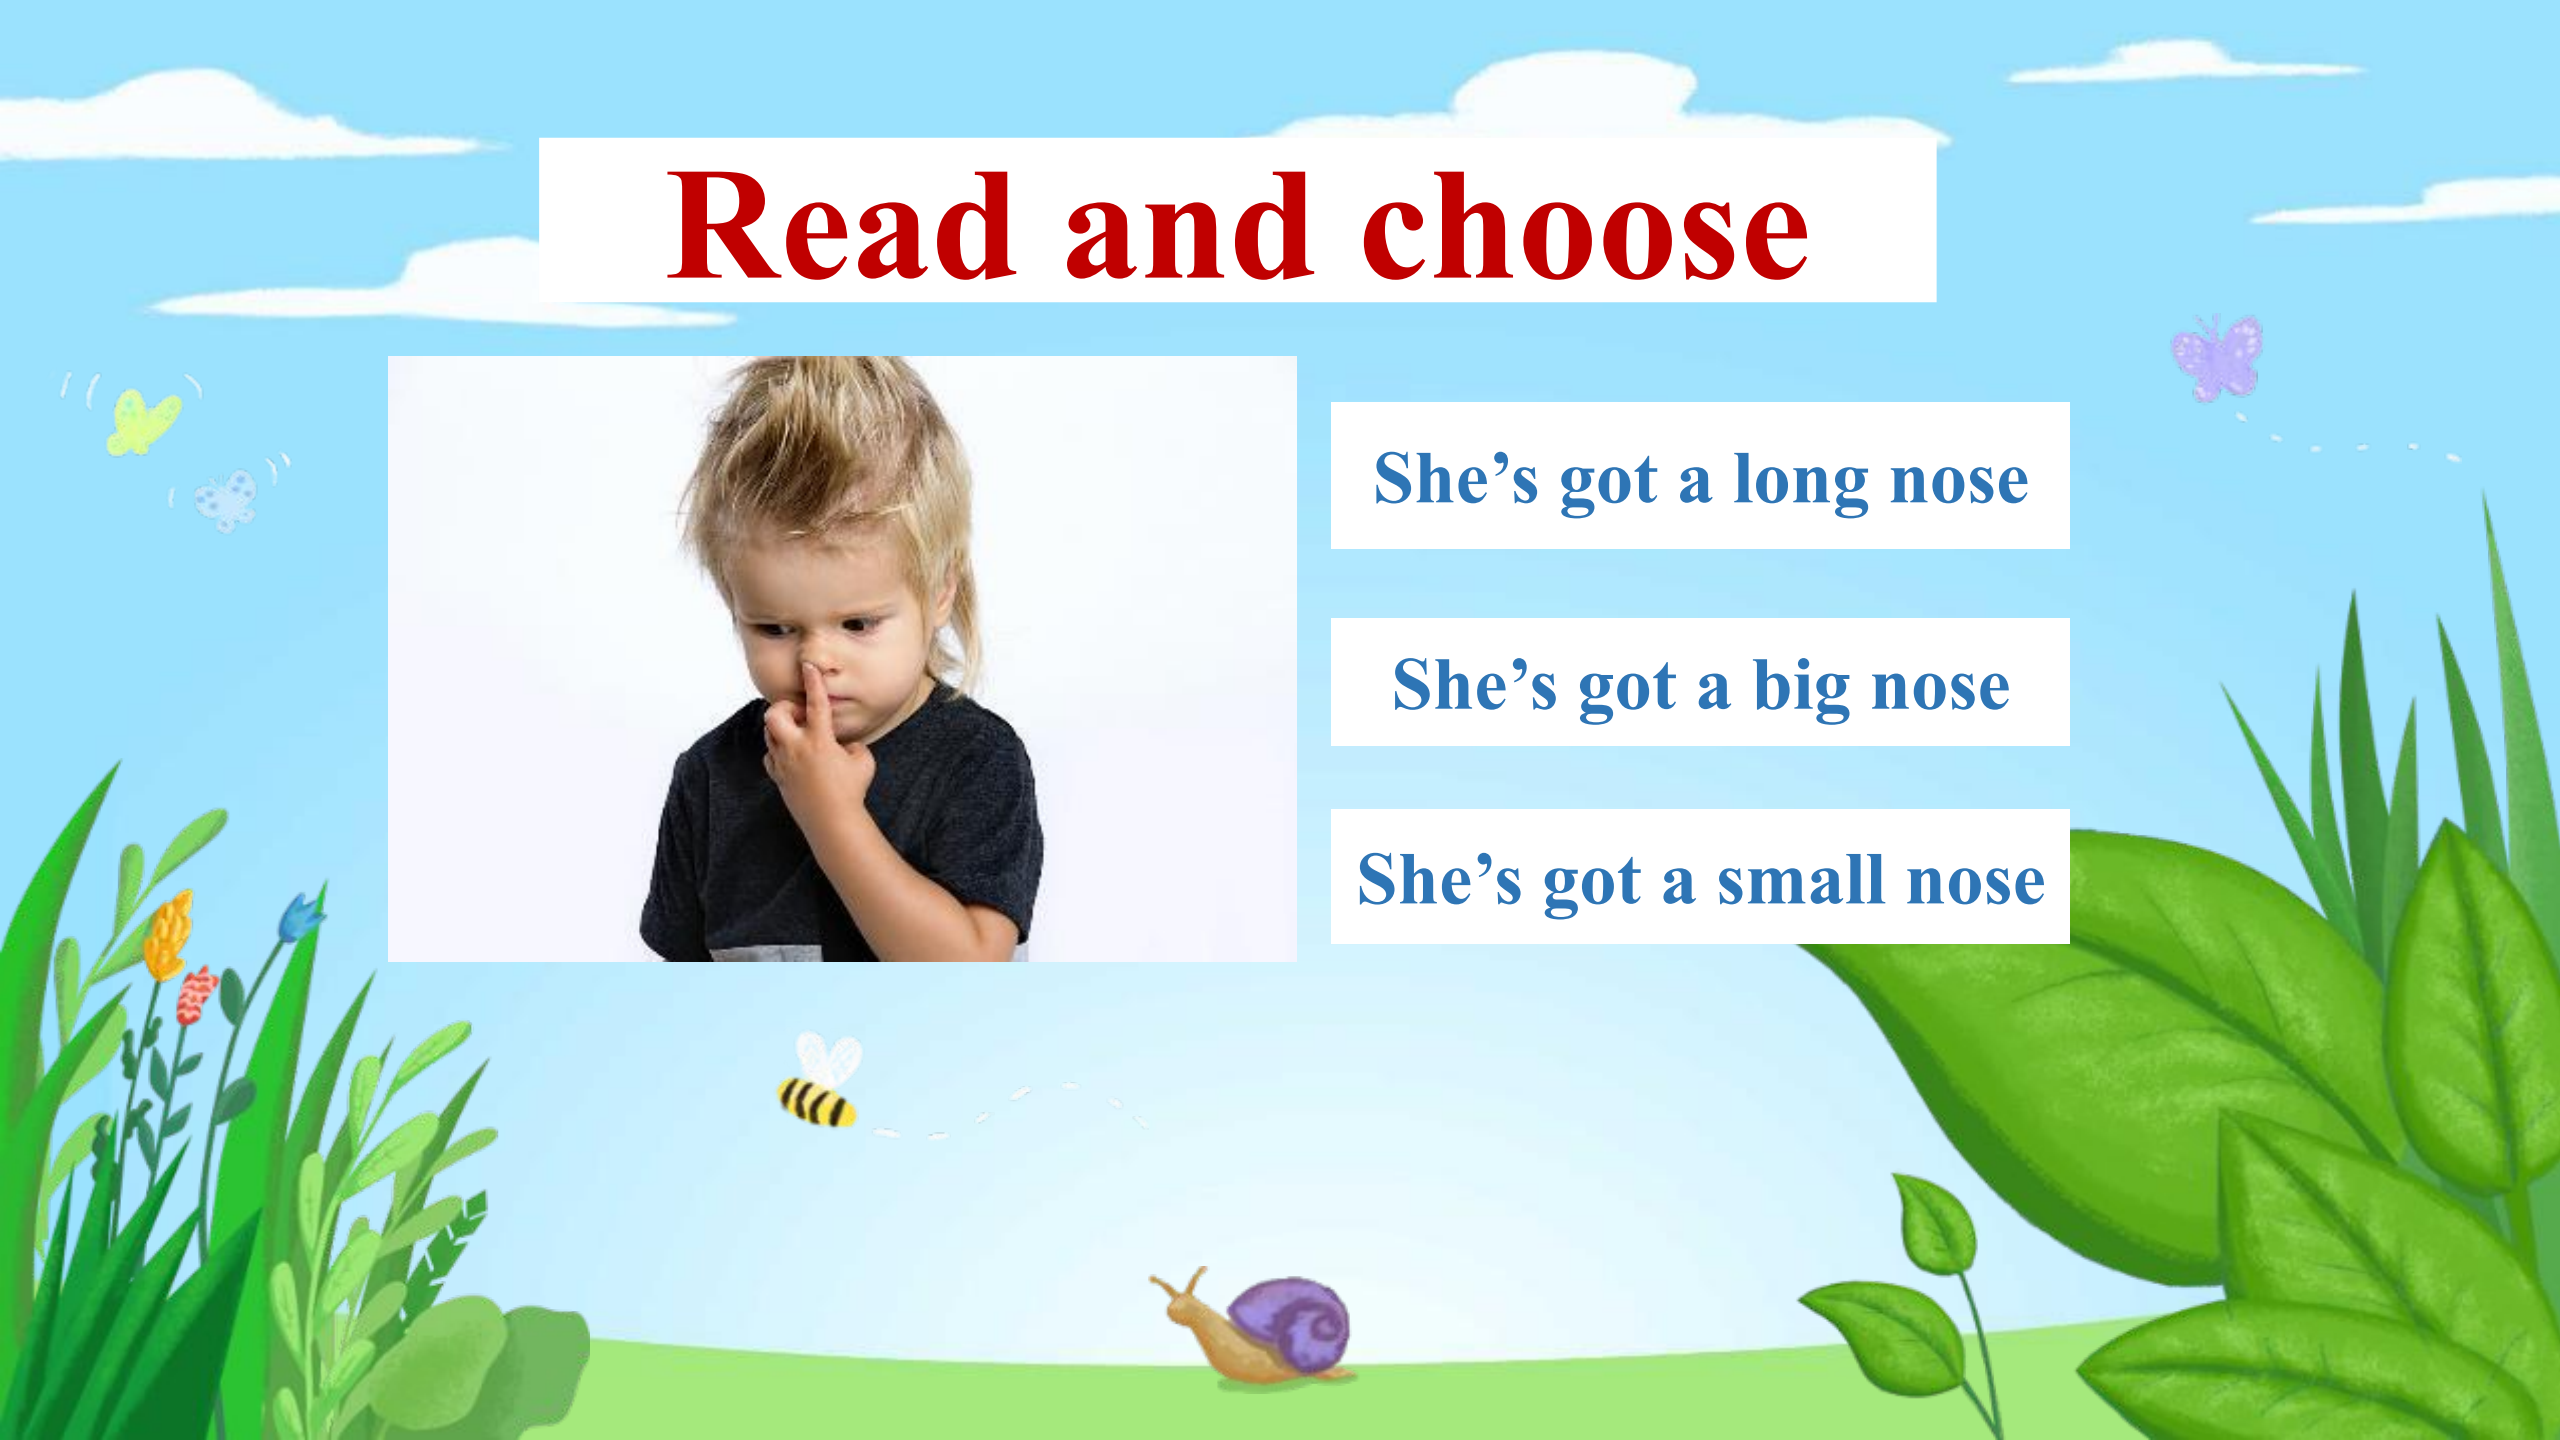 Read and choose
She’s got a long nose
She’s got a big nose
She’s got a small nose